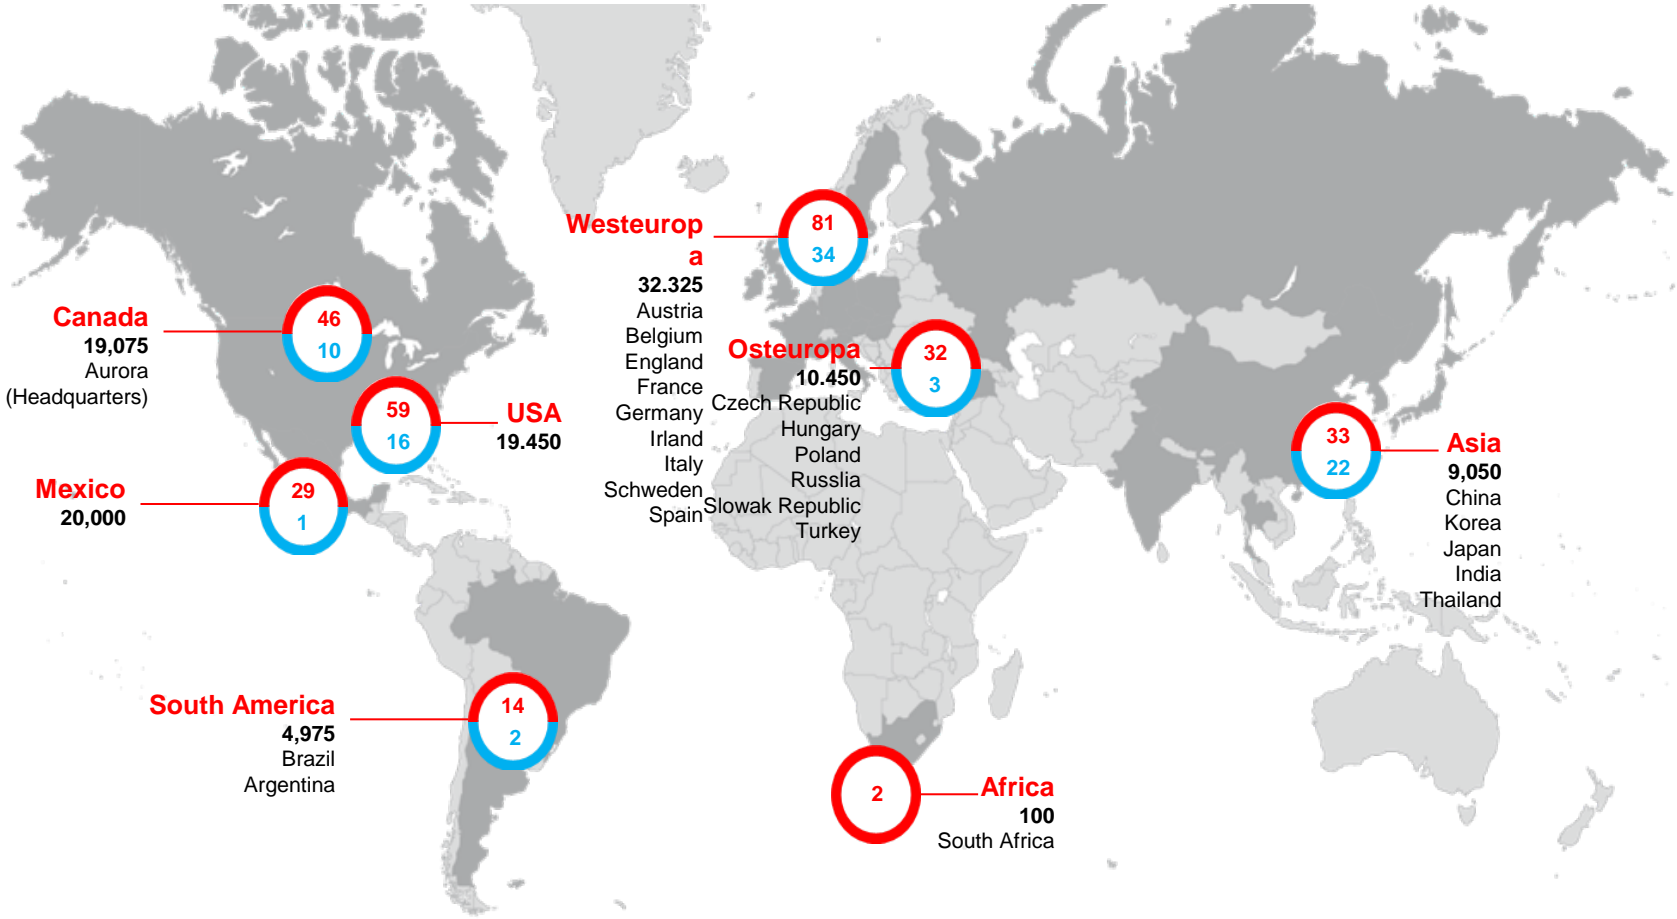 Canada
19,075
Aurora
(Headquarters)
46
10
USA
19.450
59
16
Mexico
20,000
29
1
South America
4,975
Brazil
Argentina
14
2
Westeurop
a
32.325
Austria
Belgium
England
France
Germany
Irland
Italy
Schweden
Spain
81
34
Osteuropa
10.450
Czech Republic
Hungary
Poland
Russlia
Slowak Republic
Turkey
32
3
Africa
100
South Africa
2
Asia
9,050
China
Korea
Japan
India
Thailand
33
22